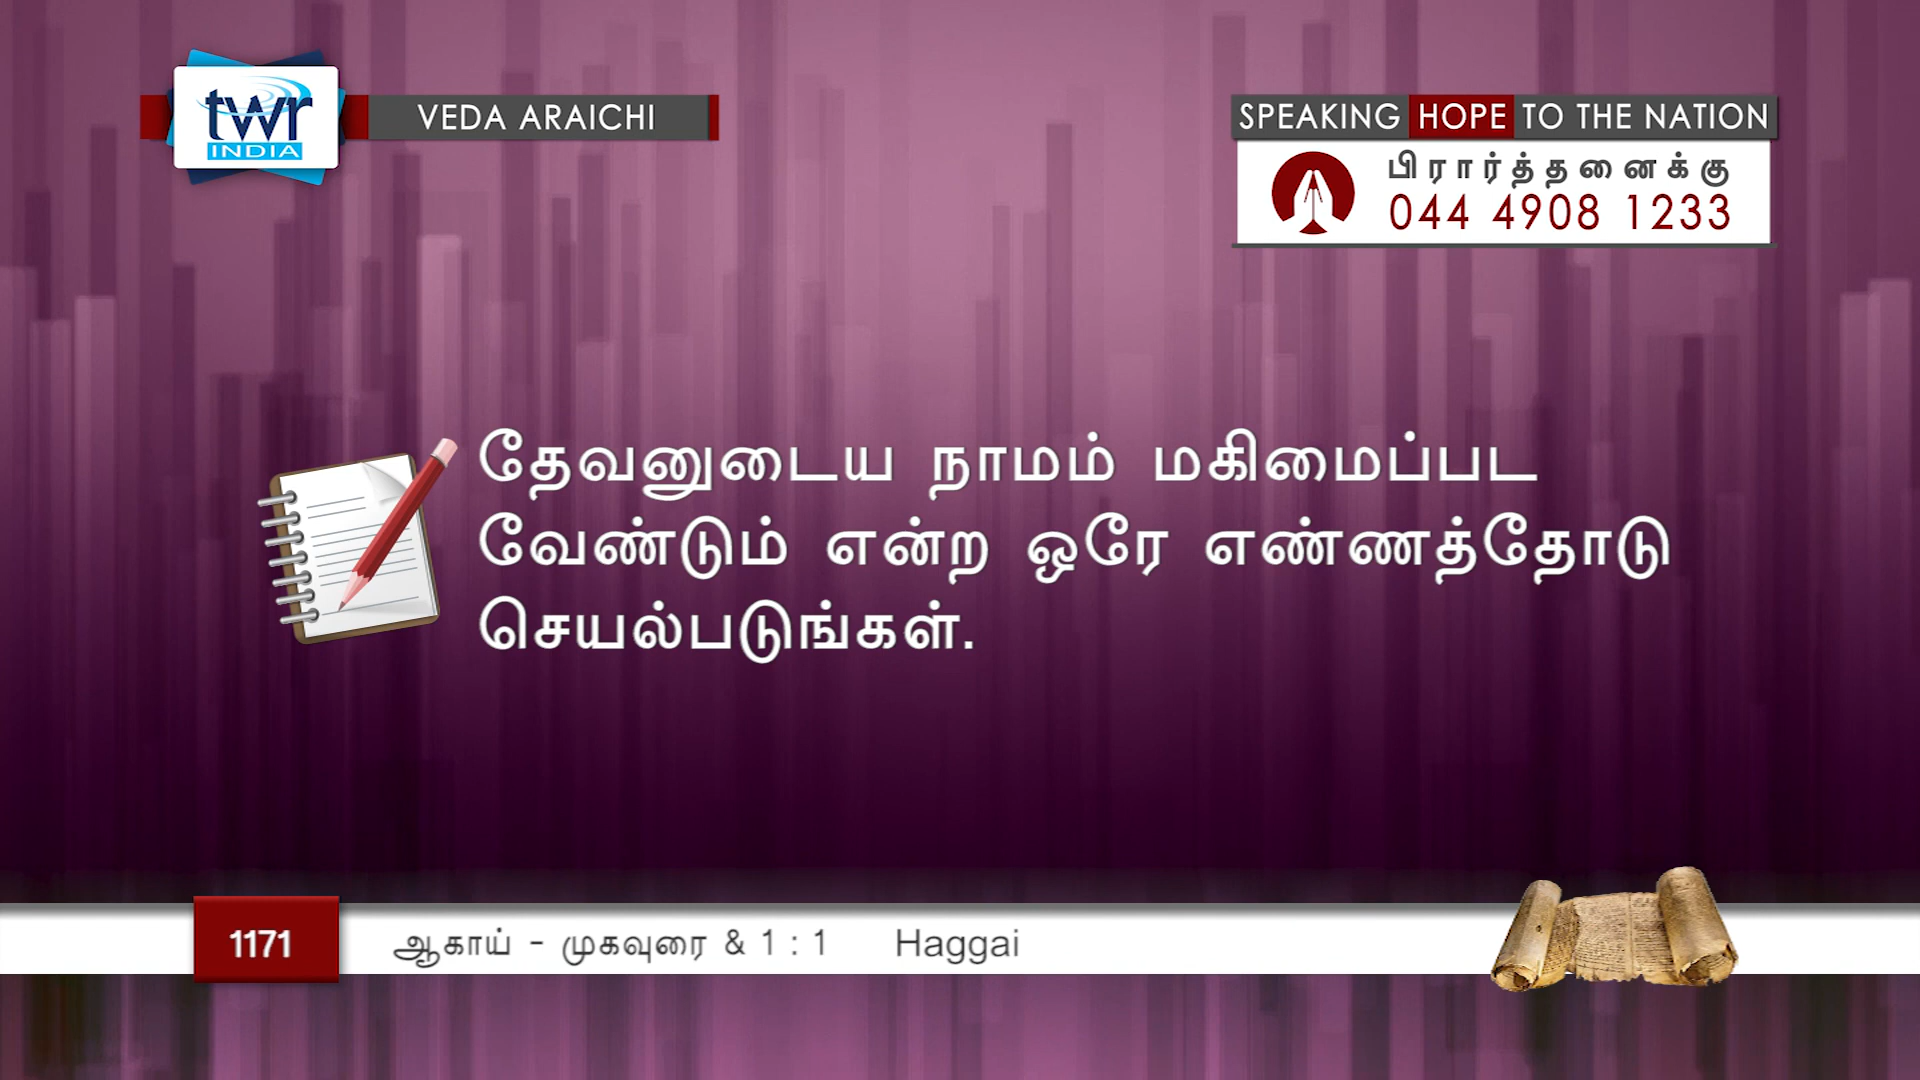 twr
INDIA
VEDA ARAICHI
SPEAKING HOPE TO THE NATION
பிரார்த்தனைக்கு
044 4908 1233
தேவனுடைய நாமம் மகிமைப்பட
வேண்டும் என்ற ஒரே எண்ணத்தோடு
செயல்படுங்கள்.
1171
ஆகாய் - முகவுரை & 1 : 1 Haggai